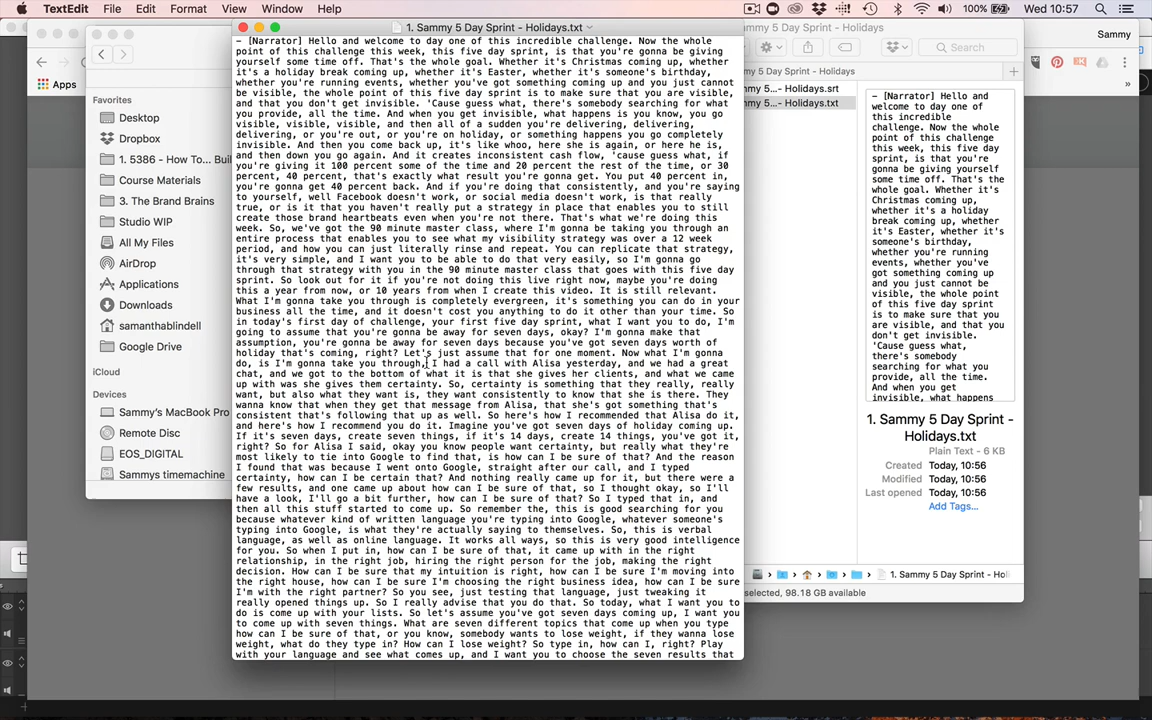 TextEdit File Edit Format View Window Help
100% Wed 10:57
1. Sammy 5 Day Sprint - Holidays.txt
5 Day Sprint - Holidays
Sammy
Apps
Search
my 5 Day Sprint - Holidays
Favorites
Desktop
Dropbox
1. 5386 - How To... Buil
Course Materials
3. The Brand Brains
Studio WIP
All My Files
AirDrop
Applications
Downloads
samanthablindell
Google Drive
iCloud
Devices
Sammy's MacBook Pro
Remote Disc
EOS_DIGITAL
Sammys timemachine
- [Narrator] Hello and welcome to day one of this incredible challenge. Now the whole
point of this challenge this week, this five day sprint, is that you're gonna be giving
yourself some time off. That's the whole goal. Whether it's Christmas coming up, whether
it's a holiday break coming up, whether it's Easter, whether it's someone's birthday,
whether you're running events, whether you've got something coming up and you just cannot
be visible, the whole point of this five day sprint is to make sure that you are visible,
and that you don't get invisible. 'Cause guess what, there's somebody searching for what
you provide, all the time. And when you get invisible, what happens is you know, you go
visible, visible, visible, and then all of a sudden you're delivering, delivering,
delivering, or you're out, or you're on holiday, or something happens you go completely
invisible. And then you come back up, it's like whoo, here she is again, or here he is,
and then down you go again. And it creates inconsistent cash flow, 'cause guess what, if
you're giving it 100 percent some of the time and 20 percent the rest of the time, or 30
percent, 40 percent, that's exactly what result you're gonna get. You put 40 percent in,
you're gonna get 40 percent back. And if you're doing that consistently, and you're saying
to yourself, well Facebook doesn't work, or social media doesn't work, is that really
true, or is it that you haven't really put a strategy in place that enables you to still
create those brand heartbeats even when you're not there. That's what we're doing this
week. So, we've got the 90 minute master class, where I'm gonna be taking you through an
entire process that enables you to see what my visibility strategy was over a 12 week
period, and how you can just literally rinse and repeat. You can replicate that strategy,
it's very simple, and I want you to be able to do that very easily, so I'm gonna go
through that strategy with you in the 90 minute master class that goes with this five day
sprint. So look out for it if you're not doing this live right now, maybe you're doing
this a year from now, or 10 years from when I create this video. It is still relevant.
What I'm gonna take you through is completely evergreen, it's something you can do in your
business all the time, and it doesn't cost you anything to do it other than your time. So
in today's first day of challenge, your first five day sprint, what I want you to do, I'm
going to assume that you're gonna be away for seven days, okay? I'm gonna make that
assumption, you're gonna be away for seven days because you've got seven days worth of
holiday that's coming, right? Let's just assume that for one moment. Now what I'm gonna
do, is I'm gonna take you through, I had a call with Alisa yesterday, and we had a great
chat, and we got to the bottom of what it is that she gives her clients, and what we came
up with was she gives them certainty. So, certainty is something that they really, really
want, but also what they want is, they want consistently to know that she is there. They
wanna know that when they get that message from Alisa, that she's got something that's
consistent that's following that up as well. So here's how I recommended that Alisa do it,
and here's how I recommend you do it. Imagine you've got seven days of holiday coming up.
If it's seven days, create seven things, if it's 14 days, create 14 things, you've got it,
right? So for Alisa I said, okay you know people want certainty, but really what they're
most likely to tie into Google to find that, is how can I be sure of that? And the reason
I found that was because I went onto Google, straight after our call, and I typed
certainty, how can I be certain that? And nothing really came up for it, but there were a
few results, and one came up about how can I be sure of that, so I thought okay, so I'll
have a look, I'll go a bit further, how can I be sure of that? So I typed that in, and
then all this stuff started to come up. So remember the, this is good searching for you
because whatever kind of written language you're typing into Google, whatever someone's
typing into Google, is what they're actually saying to themselves. So, this is verbal
language, as well as online language. It works all ways, so this is very good intelligence
for you. So when I put in, how can I be sure of that, it came up with in the right
relationship, in the right job, hiring the right person for the job, making the right
decision. How can I be sure that my intuition is right, how can I be sure I'm moving into
the right house, how can I be sure I'm choosing the right business idea, how can I be sure
I'm with the right partner? So you see, just testing that language, just tweaking it
really opened things up. So I really advise that you do that. So today, what I want you to
do is come up with your lists. So let's assume you've got seven days coming up, I want you
to come up with seven things. What are seven different topics that come up when you type
how can I be sure of that, or you know, somebody wants to lose weight, if they wanna lose
weight, what do they type in? How can I lose weight? So type in, how can I, right? Play
with your language and see what comes up, and I want you to choose the seven results that
my 5...- Holidays.srt
my 5...- Holidays.txt
- [Narrator] Hello and
welcome to day one of
this incredible
challenge. Now the
whole point of this
challenge this week,
this five day
sprint, is that you're
gonna be giving
yourself some time
off. That's the whole
goal. Whether it's
Christmas coming up,
whether it's a holiday
break coming up,
whether it's Easter,
whether it's
someone's birthday,
whether you're running
events, whether you've
got something coming up
and you just cannot be
visible, the whole
point of this five day
sprint is to make sure
that you are visible,
and that you don't
get invisible.
'Cause guess what,
there's somebody
searching for what you
provide, all the time.
And when you get
invisible, what happens
1. Sammy 5 Day Sprint -
Holidays.txt
Plain Text - 6 KB
Created Today, 10:56
Modified Today, 10:56
Last opened Today, 10:56
Add Tags...
1. Sammy 5 Day Sprint - Holi
selected, 98.18 GB available